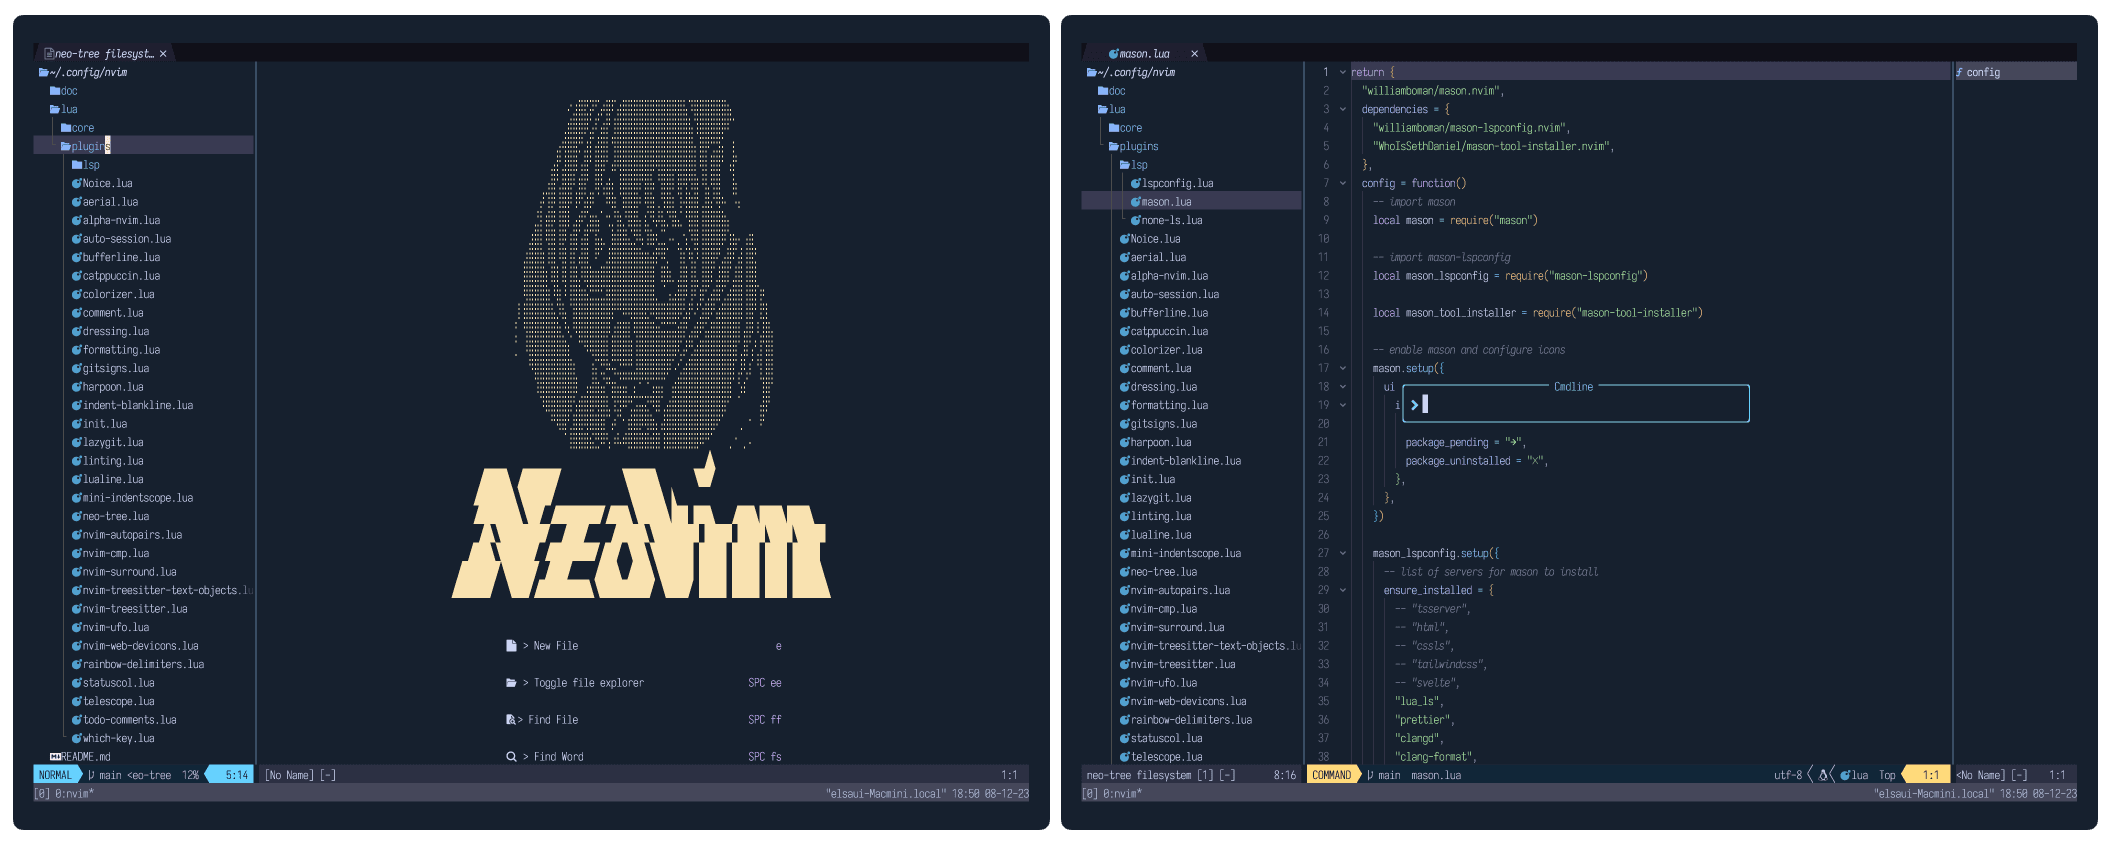 neo-tree filesyst… ×
~/.config/nvim
doc
lua
core
plugins
lsp
Noice.lua
aerial.lua
alpha-nvim.lua
auto-session.lua
bufferline.lua
catppuccin.lua
colorizer.lua
comment.lua
dressing.lua
formatting.lua
gitsigns.lua
harpoon.lua
indent-blankline.lua
init.lua
lazygit.lua
linting.lua
lualine.lua
mini-indentscope.lua
neo-tree.lua
nvim-autopairs.lua
nvim-cmp.lua
nvim-surround.lua
nvim-treesitter-text-objects.lu
nvim-treesitter.lua
nvim-ufo.lua
nvim-web-devicons.lua
rainbow-delimiters.lua
statuscol.lua
telescope.lua
todo-comments.lua
which-key.lua
README.md
NeoVim
> New File e
> Toggle file explorer SPC ee
> Find File SPC ff
> Find Word SPC fs
NORMAL main <eo-tree 12% 5:14 [No Name] [-] 1:1
[0] 0:nvim* "elsaui-Macmini.local" 18:50 08-12-23
mason.lua ×
~/.config/nvim
doc
lua
core
plugins
lsp
lspconfig.lua
mason.lua
none-ls.lua
Noice.lua
aerial.lua
alpha-nvim.lua
auto-session.lua
bufferline.lua
catppuccin.lua
colorizer.lua
comment.lua
dressing.lua
formatting.lua
gitsigns.lua
harpoon.lua
indent-blankline.lua
init.lua
lazygit.lua
linting.lua
lualine.lua
mini-indentscope.lua
neo-tree.lua
nvim-autopairs.lua
nvim-cmp.lua
nvim-surround.lua
nvim-treesitter-text-objects.lu
nvim-treesitter.lua
nvim-ufo.lua
nvim-web-devicons.lua
rainbow-delimiters.lua
statuscol.lua
telescope.lua
1 return {
2 "williamboman/mason.nvim",
3 dependencies = {
4 "williamboman/mason-lspconfig.nvim",
5 "WhoIsSethDaniel/mason-tool-installer.nvim",
6 },
7 config = function()
8 -- import mason
9 local mason = require("mason")
10
11 -- import mason-lspconfig
12 local mason_lspconfig = require("mason-lspconfig")
13
14 local mason_tool_installer = require("mason-tool-installer")
15
16 -- enable mason and configure icons
17 mason.setup({
18 ui
Cmdline
19 i
20
21 package_pending = "➜",
22 package_uninstalled = "✗",
23 },
24 },
25 })
26
27 mason_lspconfig.setup({
28 -- list of servers for mason to install
29 ensure_installed = {
30 -- "tsserver",
31 -- "html",
32 -- "cssls",
33 -- "tailwindcss",
34 -- "svelte",
35 "lua_ls",
36 "prettier",
37 "clangd",
38 "clang-format",
config
neo-tree filesystem [1] [-] 8:16 COMMAND main mason.lua utf-8 lua Top 1:1 <No Name] [-] 1:1
[0] 0:nvim* "elsaui-Macmini.local" 18:50 08-12-23